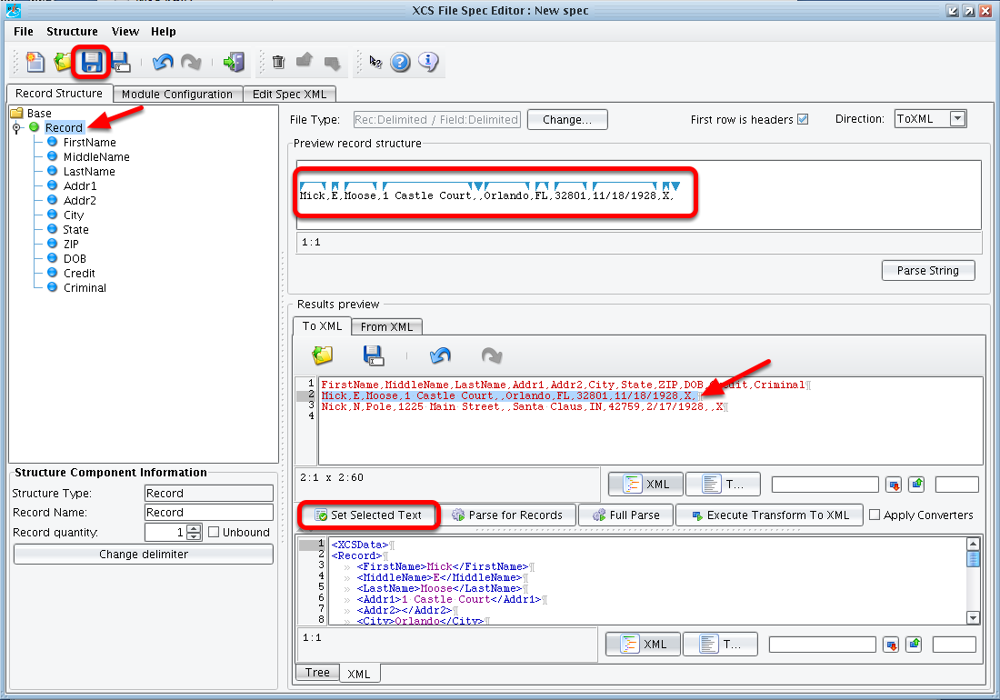 XCS File Spec Editor : New spec
File Structure View Help
Record Structure Module Configuration Edit Spec XML
Base
Record
FirstName
MiddleName
LastName
Addr1
Addr2
City
State
ZIP
DOB
Credit
Criminal
Structure Component Information
Structure Type: Record
Record Name: Record
Record quantity: 1 Unbound
Change delimiter
File Type: Rec:Delimited / Field:Delimited Change... First row is headers Direction: ToXML
Preview record structure
Mick,E,Moose,1 Castle Court,,Orlando,FL,32801,11/18/1928,X,
1:1
Parse String
Results preview
To XML From XML
1 FirstName,MiddleName,LastName,Addr1,Addr2,City,State,ZIP,DOB,Credit,Criminal¶
2 Mick,E,Moose,1 Castle Court,,Orlando,FL,32801,11/18/1928,X,¶
3 Nick,N,Pole,1225 Main Street,,Santa Claus,IN,42759,2/17/1928,,X¶
4
2:1 x 2:60 XML T...
Set Selected Text Parse for Records Full Parse Execute Transform To XML Apply Converters
1 <XCSData>¶
2 <Record>¶
3 » <FirstName>Mick</FirstName>¶
4 » <MiddleName>E</MiddleName>¶
5 » <LastName>Moose</LastName>¶
6 » <Addr1>1 Castle Court</Addr1>¶
7 » <Addr2></Addr2>¶
8 » <City>Orlando</City>¶
1:1 XML T...
Tree XML